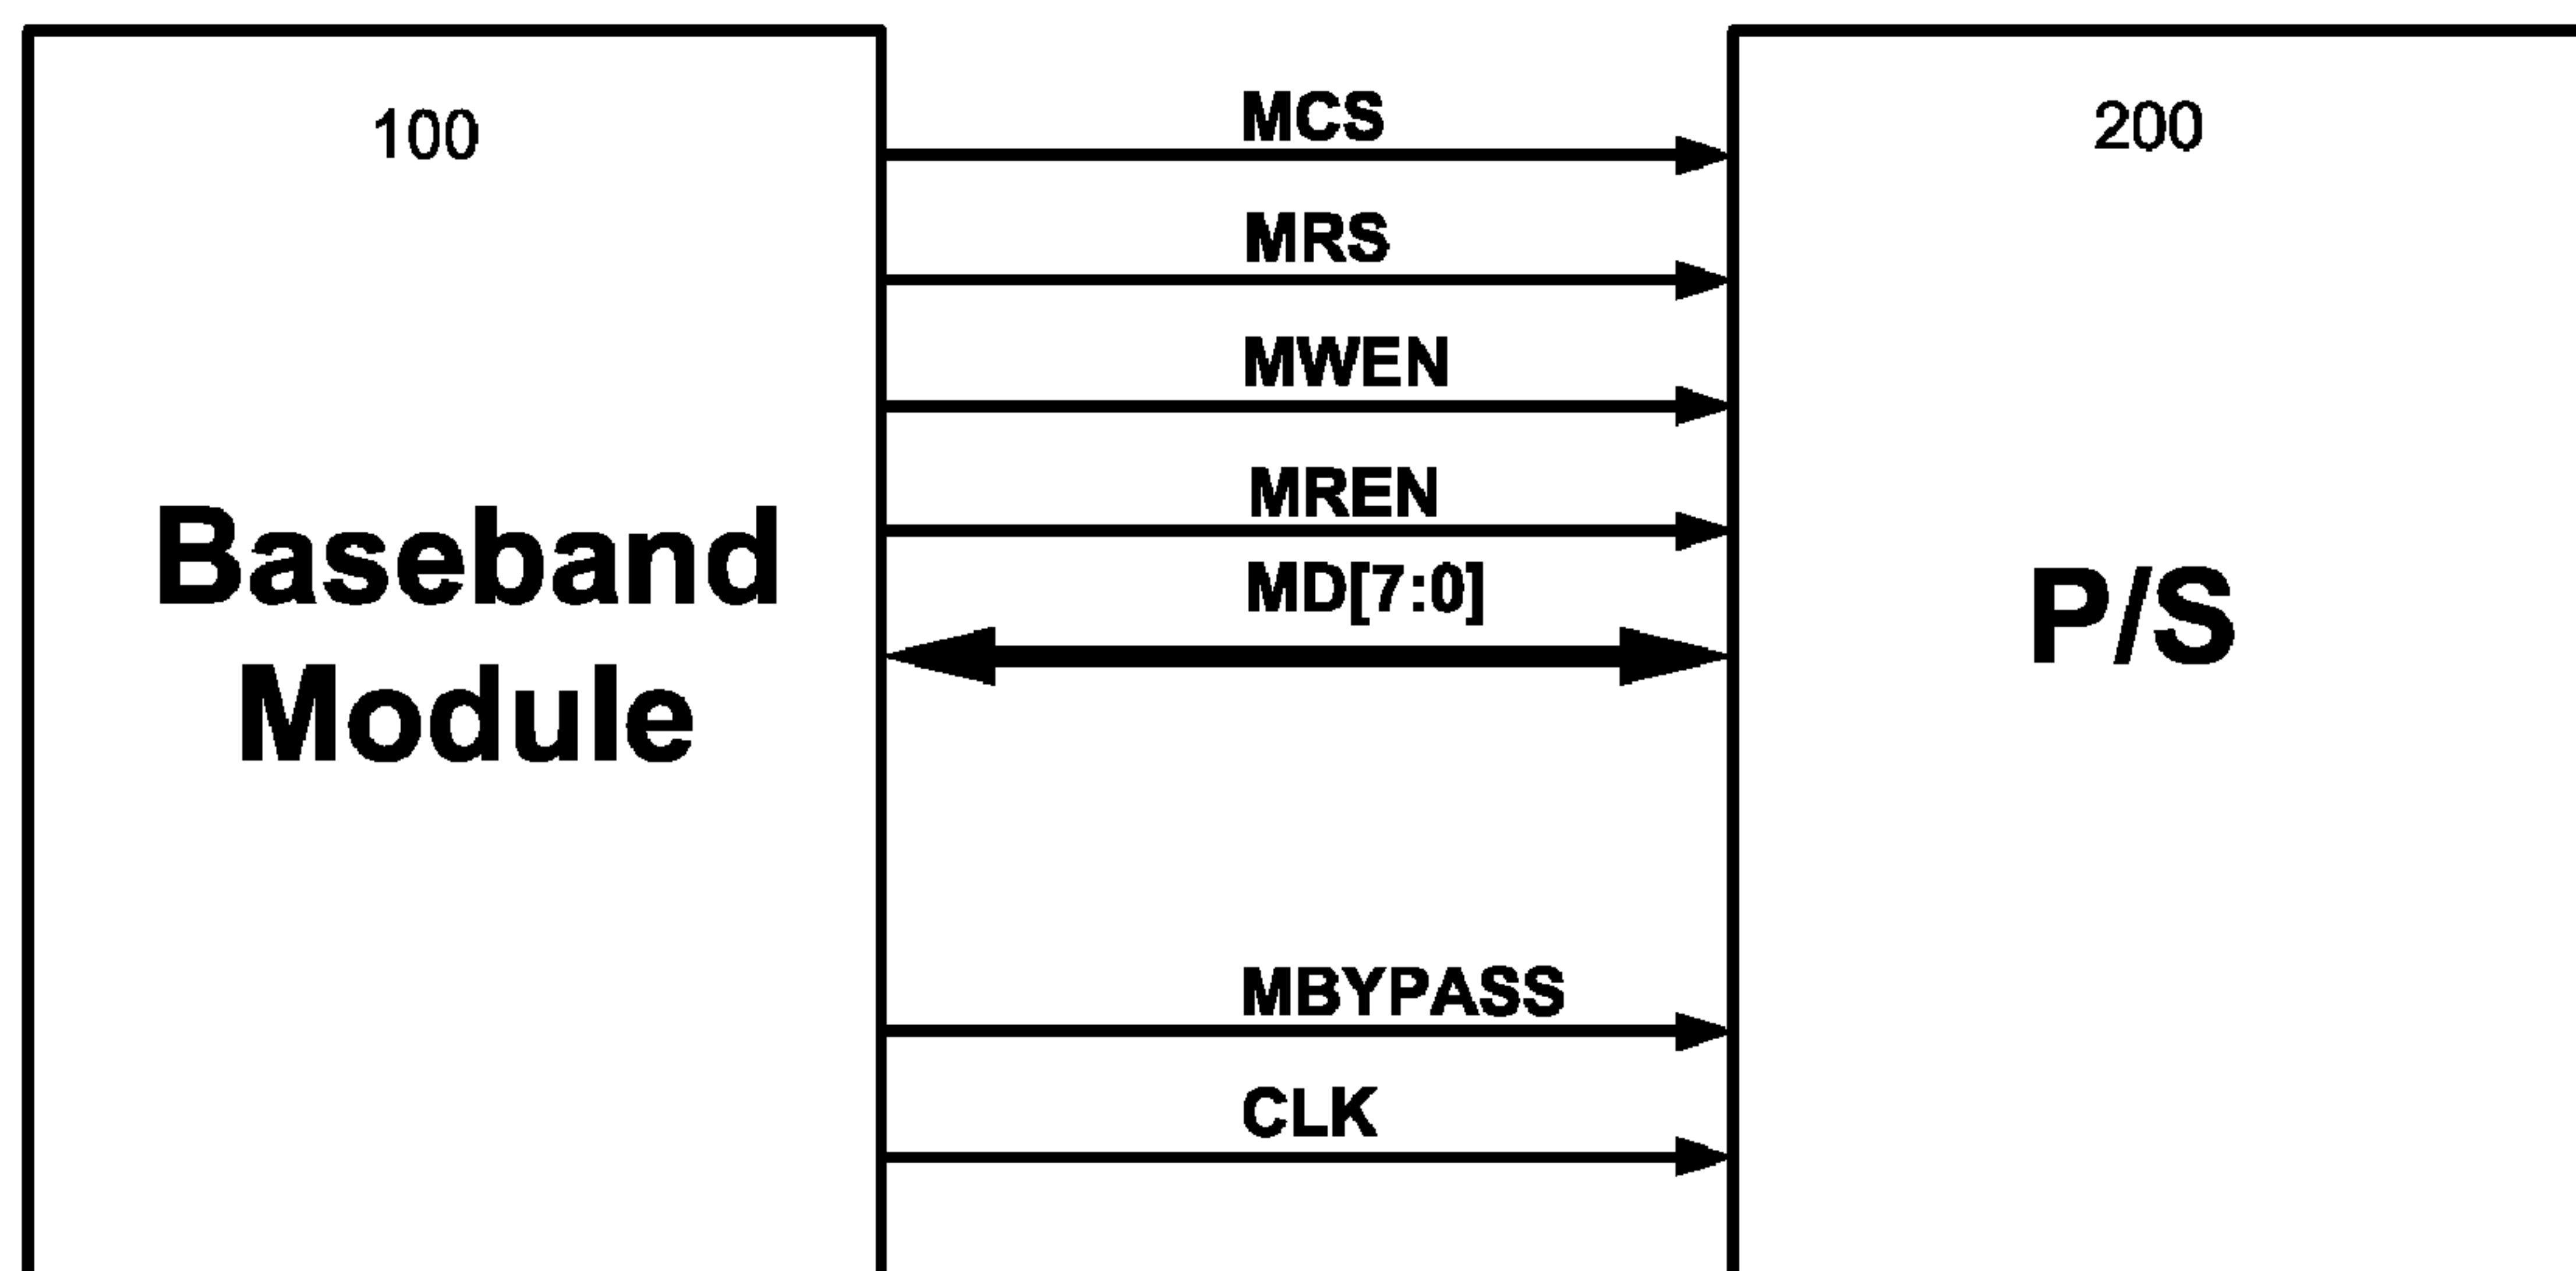 100
Baseband
Module
MCS
MRS
MWEN
MREN
MD[7:0]
MBYPASS
CLK
200
P/S